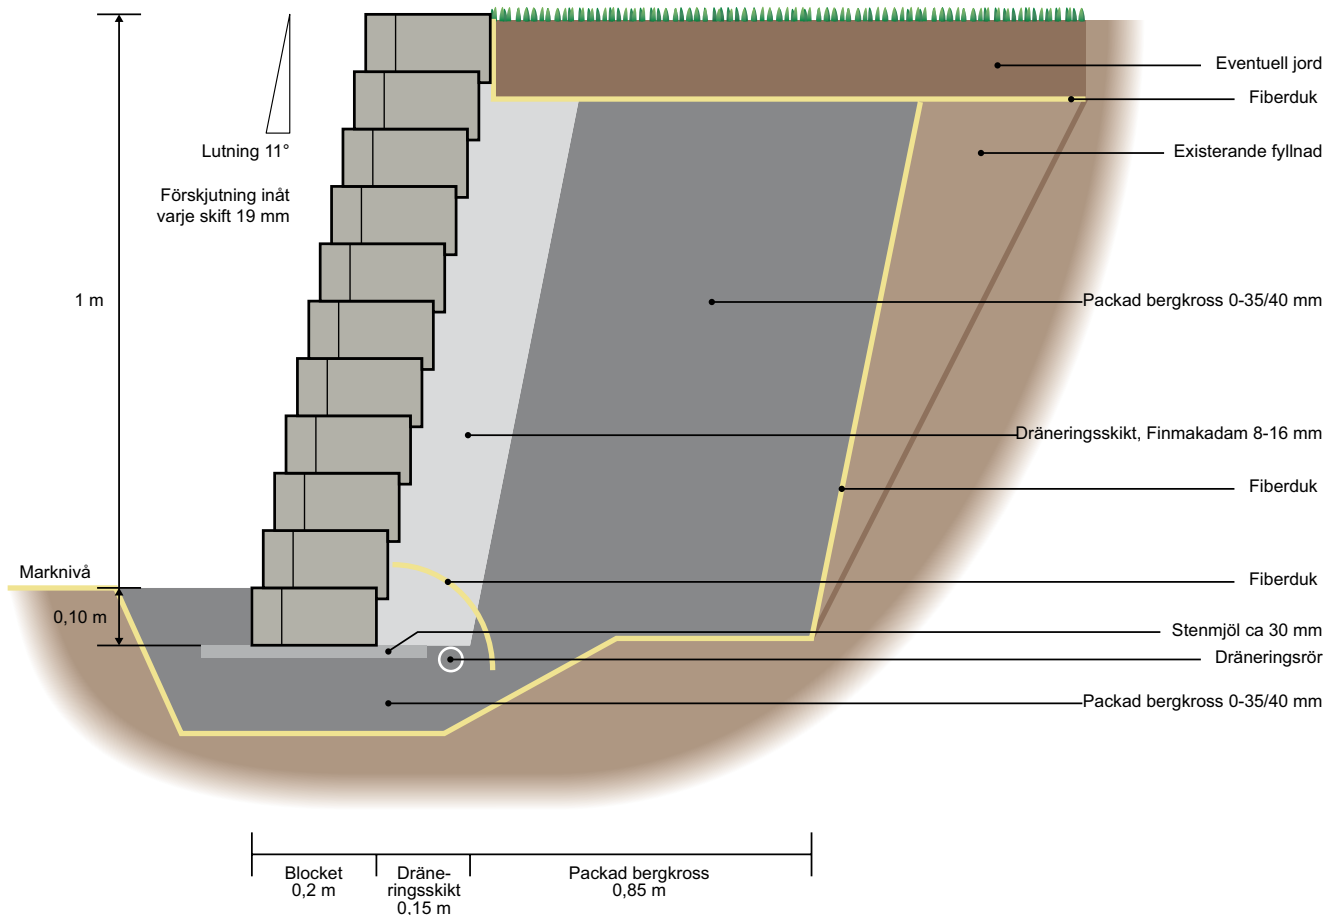 Eventuell jord
Fiberduk
Lutning 11°
Existerande fyllnad
Förskjutning inåt
varje skift 19 mm
1 m
Packad bergkross 0-35/40 mm
Dräneringsskikt, Finmakadam 8-16 mm
Fiberduk
Marknivå
Fiberduk
0,10 m
Stenmjöl ca 30 mm
Dräneringsrör
Packad bergkross 0-35/40 mm
Blocket
0,2 m
Dräne-
ringsskikt
0,15 m
Packad bergkross
0,85 m